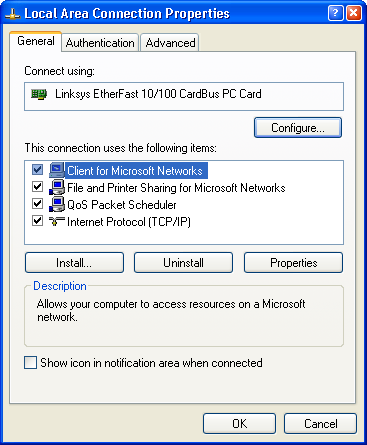 Local Area Connection Properties
General
Authentication
Advanced
Connect using:
Linksys EtherFast 10/100 CardBus PC Card
Configure...
This connection uses the following items:
Client for Microsoft Networks
File and Printer Sharing for Microsoft Networks
QoS Packet Scheduler
Internet Protocol (TCP/IP)
Install...
Uninstall
Properties
Description
Allows your computer to access resources on a Microsoft
network.
Show icon in notification area when connected
OK
Cancel